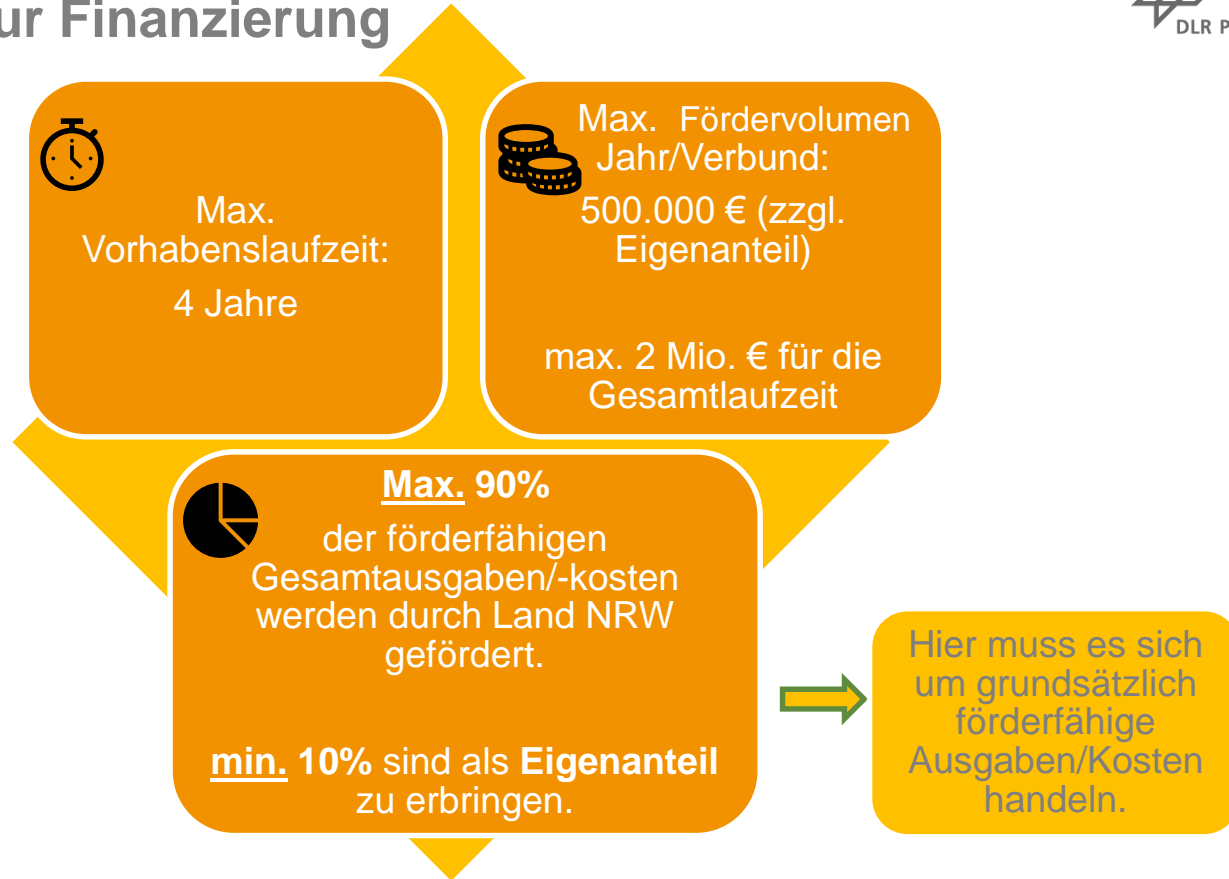 ur Finanzierung
DLR P
Max.
Vorhabenslaufzeit:
4 Jahre
Max. Fördervolumen
Jahr/Verbund:
500.000 € (zzgl.
Eigenanteil)
max. 2 Mio. € für die
Gesamtlaufzeit
Max. 90%
der förderfähigen
Gesamtausgaben/-kosten
werden durch Land NRW
gefördert.
min. 10% sind als Eigenanteil
zu erbringen.
Hier muss es sich
um grundsätzlich
förderfähige
Ausgaben/Kosten
handeln.